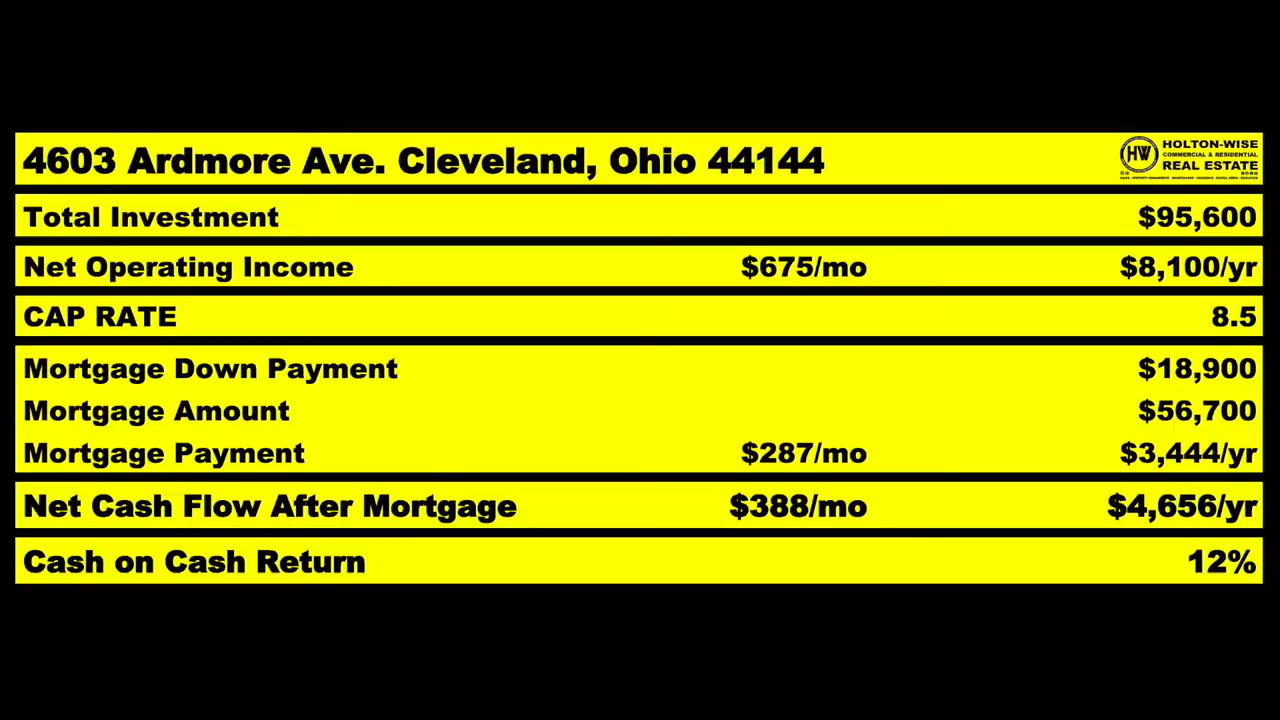 4603 Ardmore Ave. Cleveland, Ohio 44144
HW
HOLTON-WISE
COMMERCIAL & RESIDENTIAL
REAL ESTATE
Total Investment $95,600
Net Operating Income $675/mo $8,100/yr
CAP RATE 8.5
Mortgage Down Payment $18,900
Mortgage Amount $56,700
Mortgage Payment $287/mo $3,444/yr
Net Cash Flow After Mortgage $388/mo $4,656/yr
Cash on Cash Return 12%